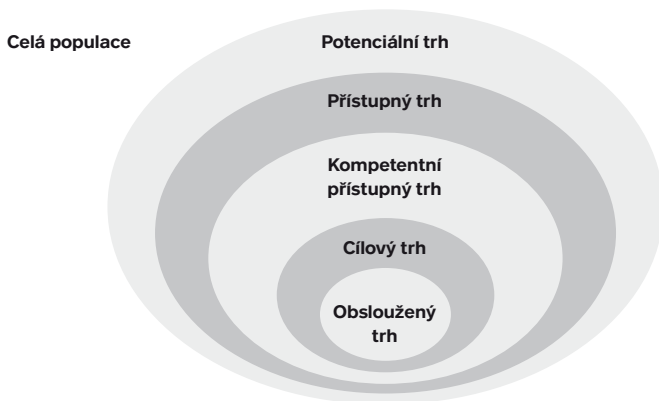 Celá populace
Potenciální trh
Přístupný trh
Kompetentní
přístupný trh
Cílový trh
Obsloužený
trh